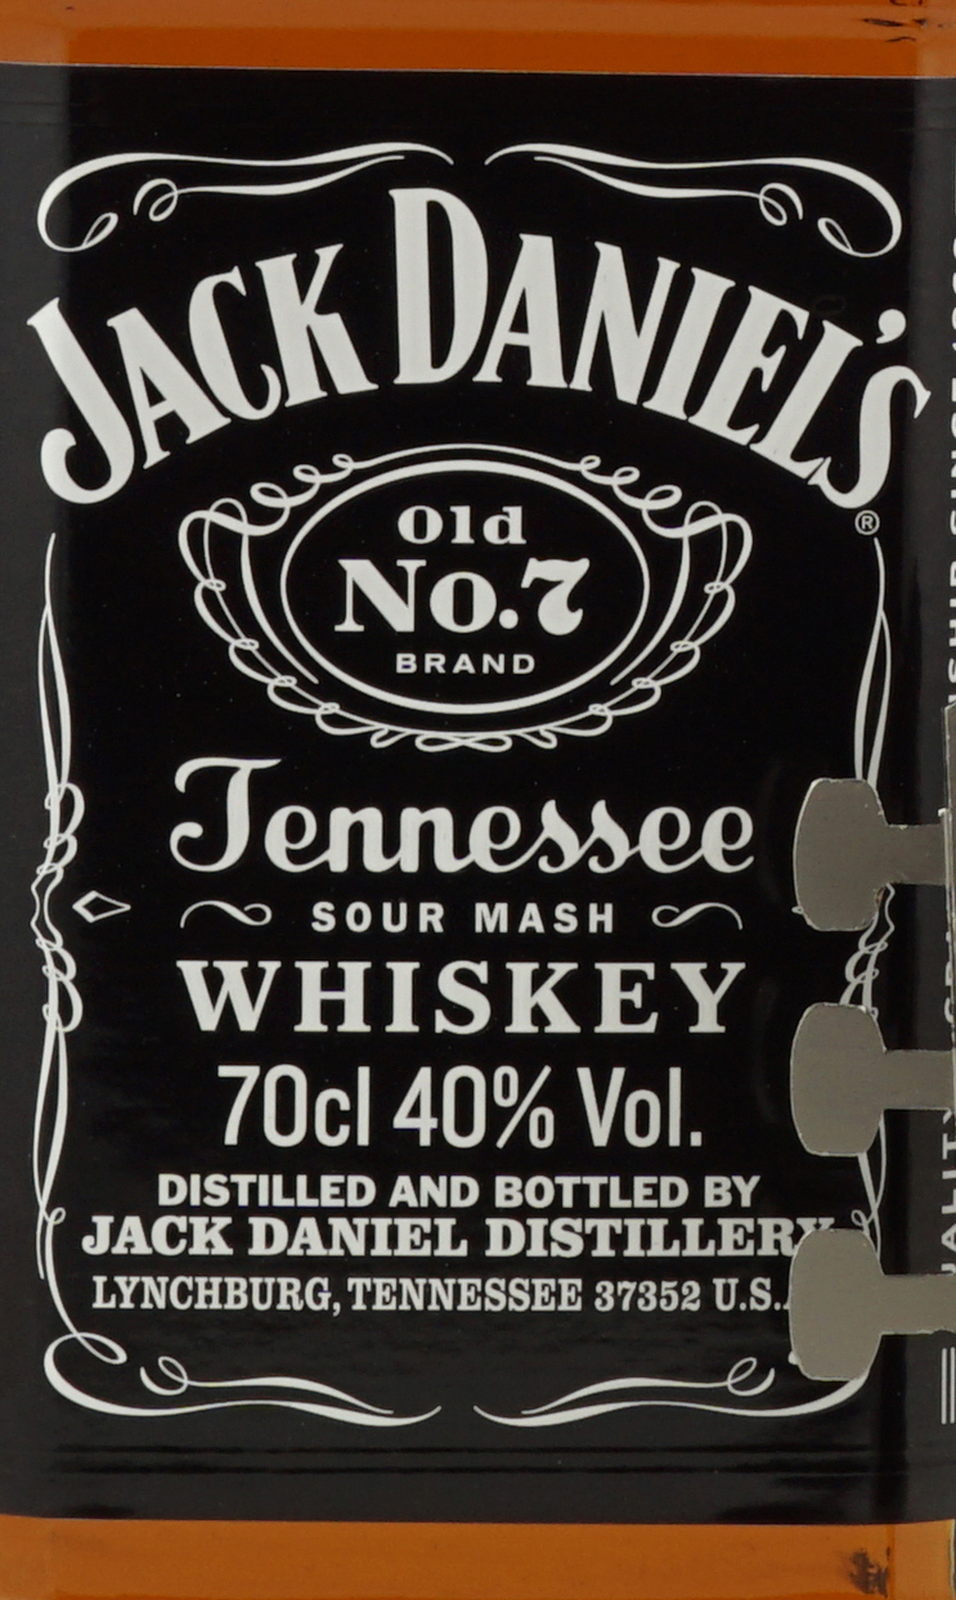 JACK DANIEL'S
®
Old
No.7
BRAND
Tennessee
SOUR MASH
WHISKEY
70cl 40% Vol.
DISTILLED AND BOTTLED BY
JACK DANIEL DISTILLERY
LYNCHBURG, TENNESSEE 37352 U.S.